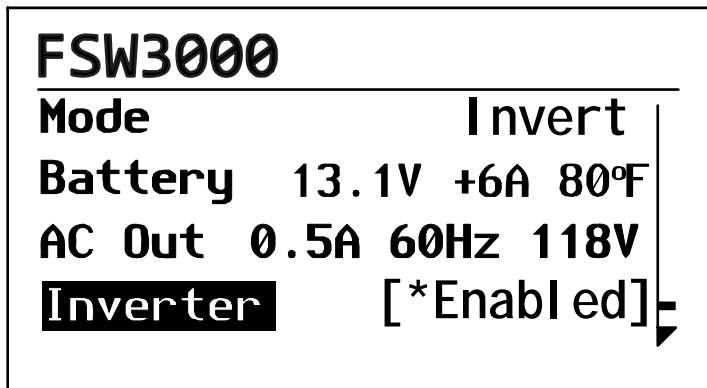 FSW3000
Mode Invert
Battery 13.1V +6A 80ºF
AC Out 0.5A 60Hz 118V
Inverter [*Enabled]